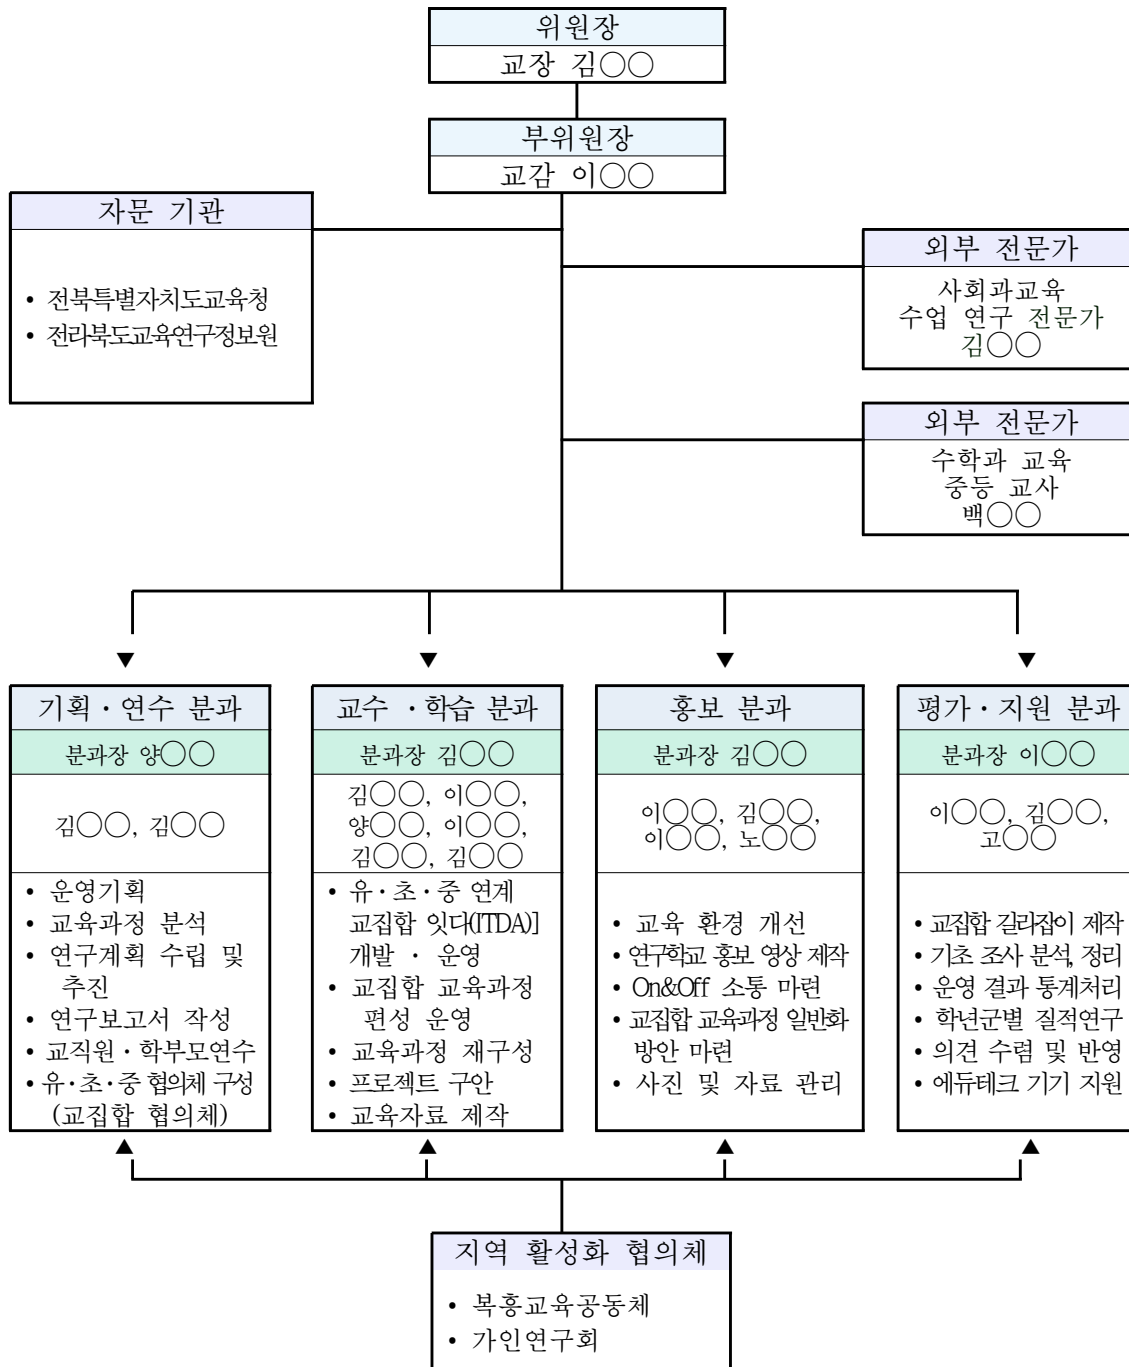 위원장
교장 김○○
부위원장
교감 이○○
자문 기관
• 전북특별자치도교육청
• 전라북도교육연구정보원
외부 전문가
사회과교육
수업 연구 전문가
김○○
외부 전문가
수학과 교육
중등 교사
백○○
기획·연수 분과
분과장 양○○
김○○, 김○○
• 운영기획
• 교육과정 분석
• 연구계획 수립 및
추진
• 연구보고서 작성
• 교직원·학부모연수
• 유·초·중 협의체 구성
(교집합 협의체)
교수 ·학습 분과
분과장 김○○
김○○, 이○○,
양○○, 이○○,
김○○, 김○○
• 유·초·중 연계
교집합 잇다(ITDA)]
개발 · 운영
• 교집합 교육과정
편성 운영
• 교육과정 재구성
• 프로젝트 구안
• 교육자료 제작
홍보 분과
분과장 김○○
이○○, 김○○,
이○○, 노○○
• 교육 환경 개선
• 연구학교 홍보 영상 제작
• On&Off 소통 마련
• 교집합 교육과정 일반화
방안 마련
• 사진 및 자료 관리
평가·지원 분과
분과장 이○○
이○○, 김○○,
고○○
• 교집합 길라잡이 제작
• 기초 조사 분석, 정리
• 운영 결과 통계처리
• 학년군별 질적연구
• 의견 수렴 및 반영
• 에듀테크 기기 지원
지역 활성화 협의체
• 복흥교육공동체
• 가인연구회